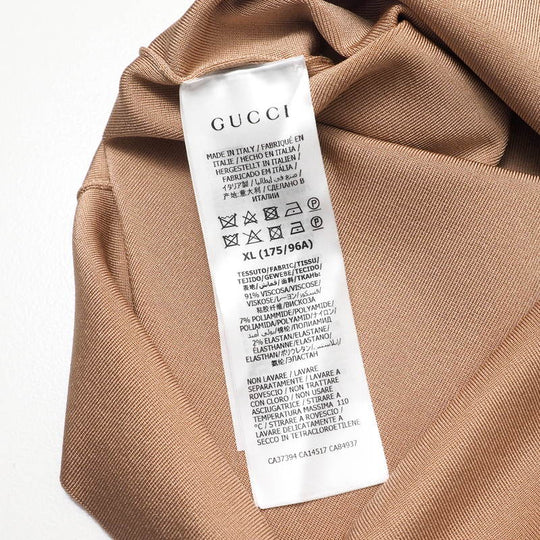 GUCCI
MADE IN ITALY / FABRIQUÉ EN
ITALIE / HECHO EN ITALIA /
HERGESTELLT IN ITALIEN /
FABRICADO EM ITÁLIA /
イタリア製 / صنع في إيطاليا /
产地:意大利 / СДЕЛАНО В
ИТАЛИИ
XL (175/96A)
TESSUTO/FABRIC/TISSU/
TEJIDO/GEWEBE/TECIDO/
表地/قماش/面料/ТКАНЬ:
91% VISCOSA/VISCOSE/
VISKOSE/レーヨン/
粘胶纤维/ВИСКОЗА
7% POLIAMMIDE/POLYAMIDE/
POLIAMIDA/POLYAMID/ナイロン/
锦纶/ПОЛИАМИД
2% ELASTAN/ELASTANE/
ELASTHAN/ポリウレタン/
氨纶/ЭЛАСТАН
NON LAVARE / LAVARE
SEPARATAMENTE / LAVARE A
ROVESCIO / NON TRATTARE
CON CLORO / NON USARE
ASCIUGATRICE / STIRARE A
TEMPERATURA MASSIMA 110
°C / STIRARE A ROVESCIO /
LAVARE DELICATAMENTE A
SECCO IN TETRACLOROETILENE
CA37394 CA14517 CA84937